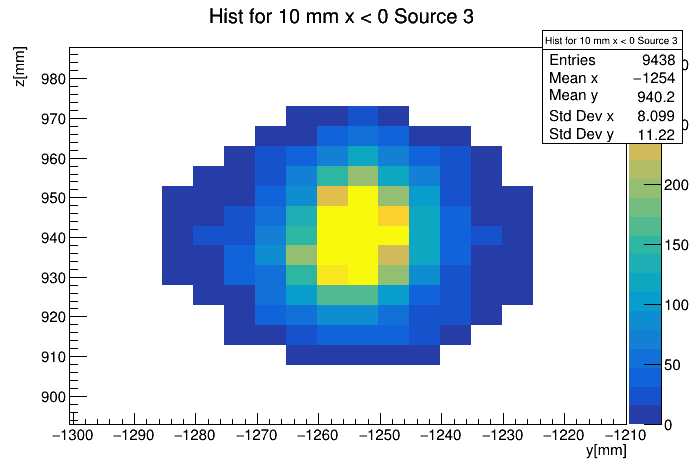 Hist for 10 mm x < 0 Source 3
z[mm]
Hist for 10 mm x < 0 Source 3
Entries 9438
Mean x −1254
Mean y 940.2
Std Dev x 8.099
Std Dev y 11.22
980
970
960
950
940
930
920
910
900
0
0
200
150
100
50
0
−1300 −1290 −1280 −1270 −1260 −1250 −1240 −1230 −1220 −1210
y[mm]